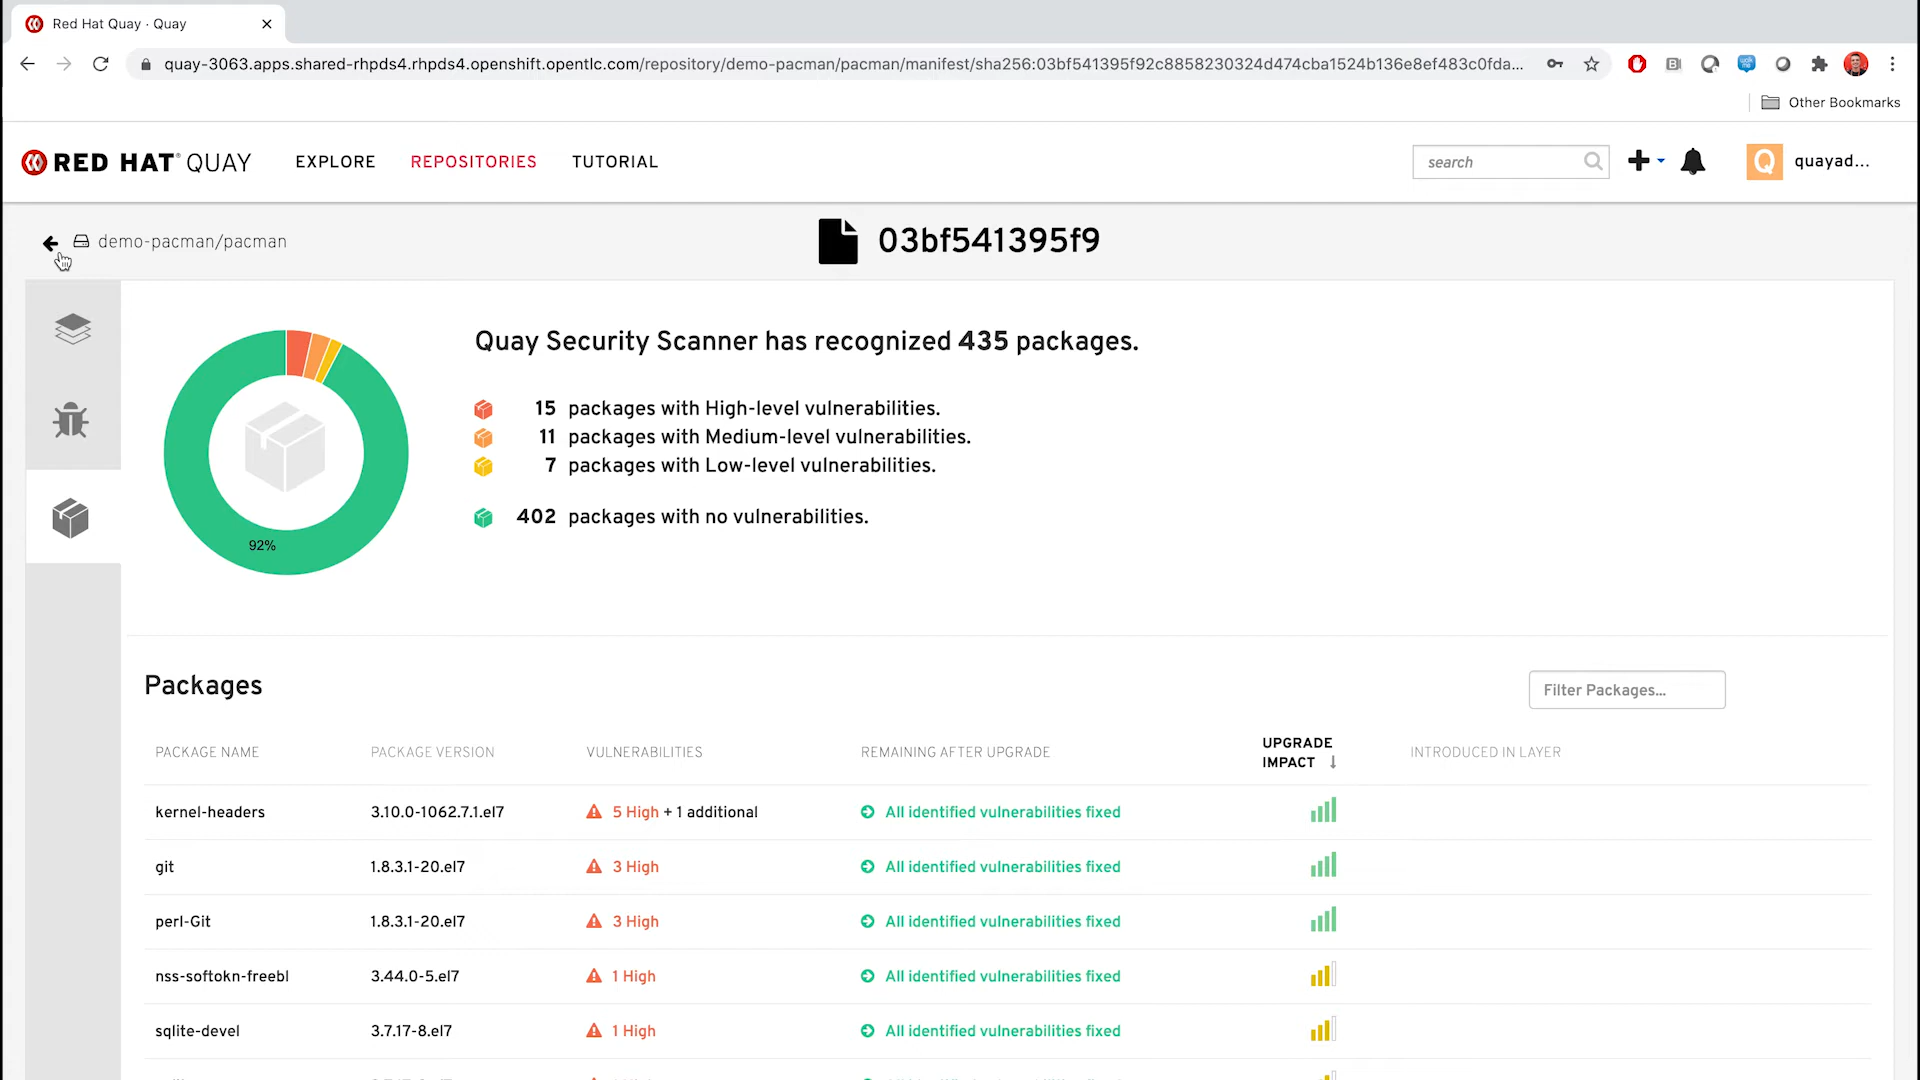 Red Hat Quay · Quay
quay-3063.apps.shared-rhpds4.rhpds4.openshift.opentlc.com/repository/demo-pacman/pacman/manifest/sha256:03bf541395f92c8858230324d474cba1524b136e8ef483c0fda...
Other Bookmarks
RED HAT® QUAY EXPLORE REPOSITORIES TUTORIAL search Q quayad...
demo-pacman/pacman 03bf541395f9
Quay Security Scanner has recognized 435 packages.
15 packages with High-level vulnerabilities.
11 packages with Medium-level vulnerabilities.
7 packages with Low-level vulnerabilities.
402 packages with no vulnerabilities.
92%
Packages Filter Packages...
PACKAGE NAME PACKAGE VERSION VULNERABILITIES REMAINING AFTER UPGRADE UPGRADE IMPACT INTRODUCED IN LAYER
kernel-headers 3.10.0-1062.7.1.el7 5 High + 1 additional All identified vulnerabilities fixed
git 1.8.3.1-20.el7 3 High All identified vulnerabilities fixed
perl-Git 1.8.3.1-20.el7 3 High All identified vulnerabilities fixed
nss-softokn-freebl 3.44.0-5.el7 1 High All identified vulnerabilities fixed
sqlite-devel 3.7.17-8.el7 1 High All identified vulnerabilities fixed